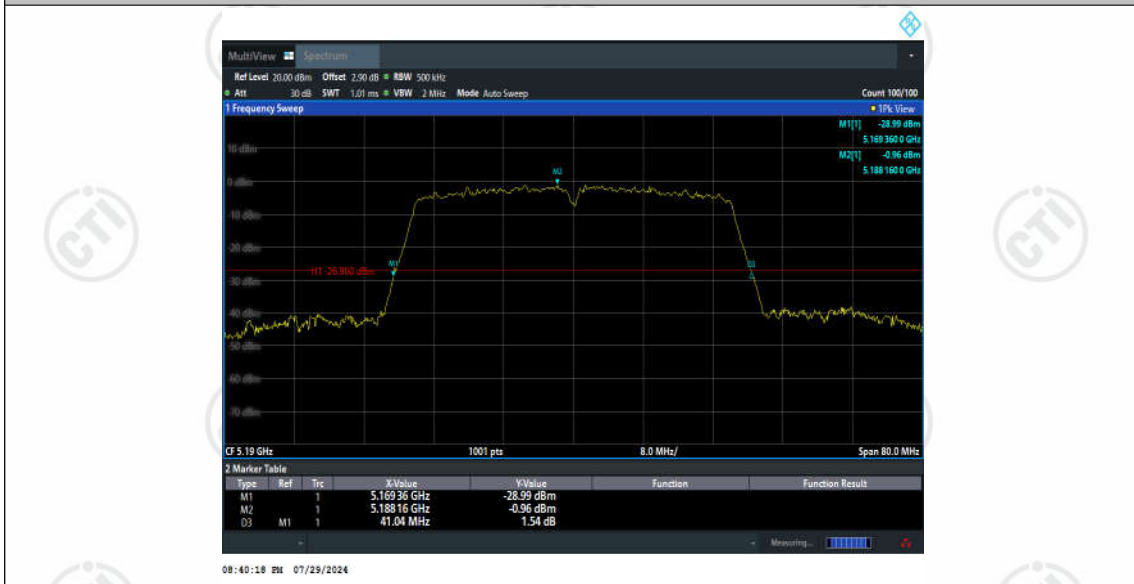 MultiView Spectrum
Ref Level 20.00 dBm Offset 2.90 dB RBW 500 kHz
Att 30 dB SWT 1.01 ms VBW 2 MHz Mode Auto Sweep Count 100/100
1 Frequency Sweep 1Pk View
M1[1] -28.99 dBm
5.169 360 0 GHz
10 dBm
M2[1] -0.96 dBm
5.188 160 0 GHz
M2
0 dBm
-10 dBm
-20 dBm
M1 D3
H1 -26.960 dBm
-30 dBm
-40 dBm
-50 dBm
-60 dBm
-70 dBm
CF 5.19 GHz 1001 pts 8.0 MHz/ Span 80.0 MHz
2 Marker Table
Type Ref Trc X-Value Y-Value Function Function Result
M1 1 5.16936 GHz -28.99 dBm
M2 1 5.18816 GHz -0.96 dBm
D3 M1 1 41.04 MHz 1.54 dB
Measuring...
08:40:18 PM 07/29/2024
CTI
CTI